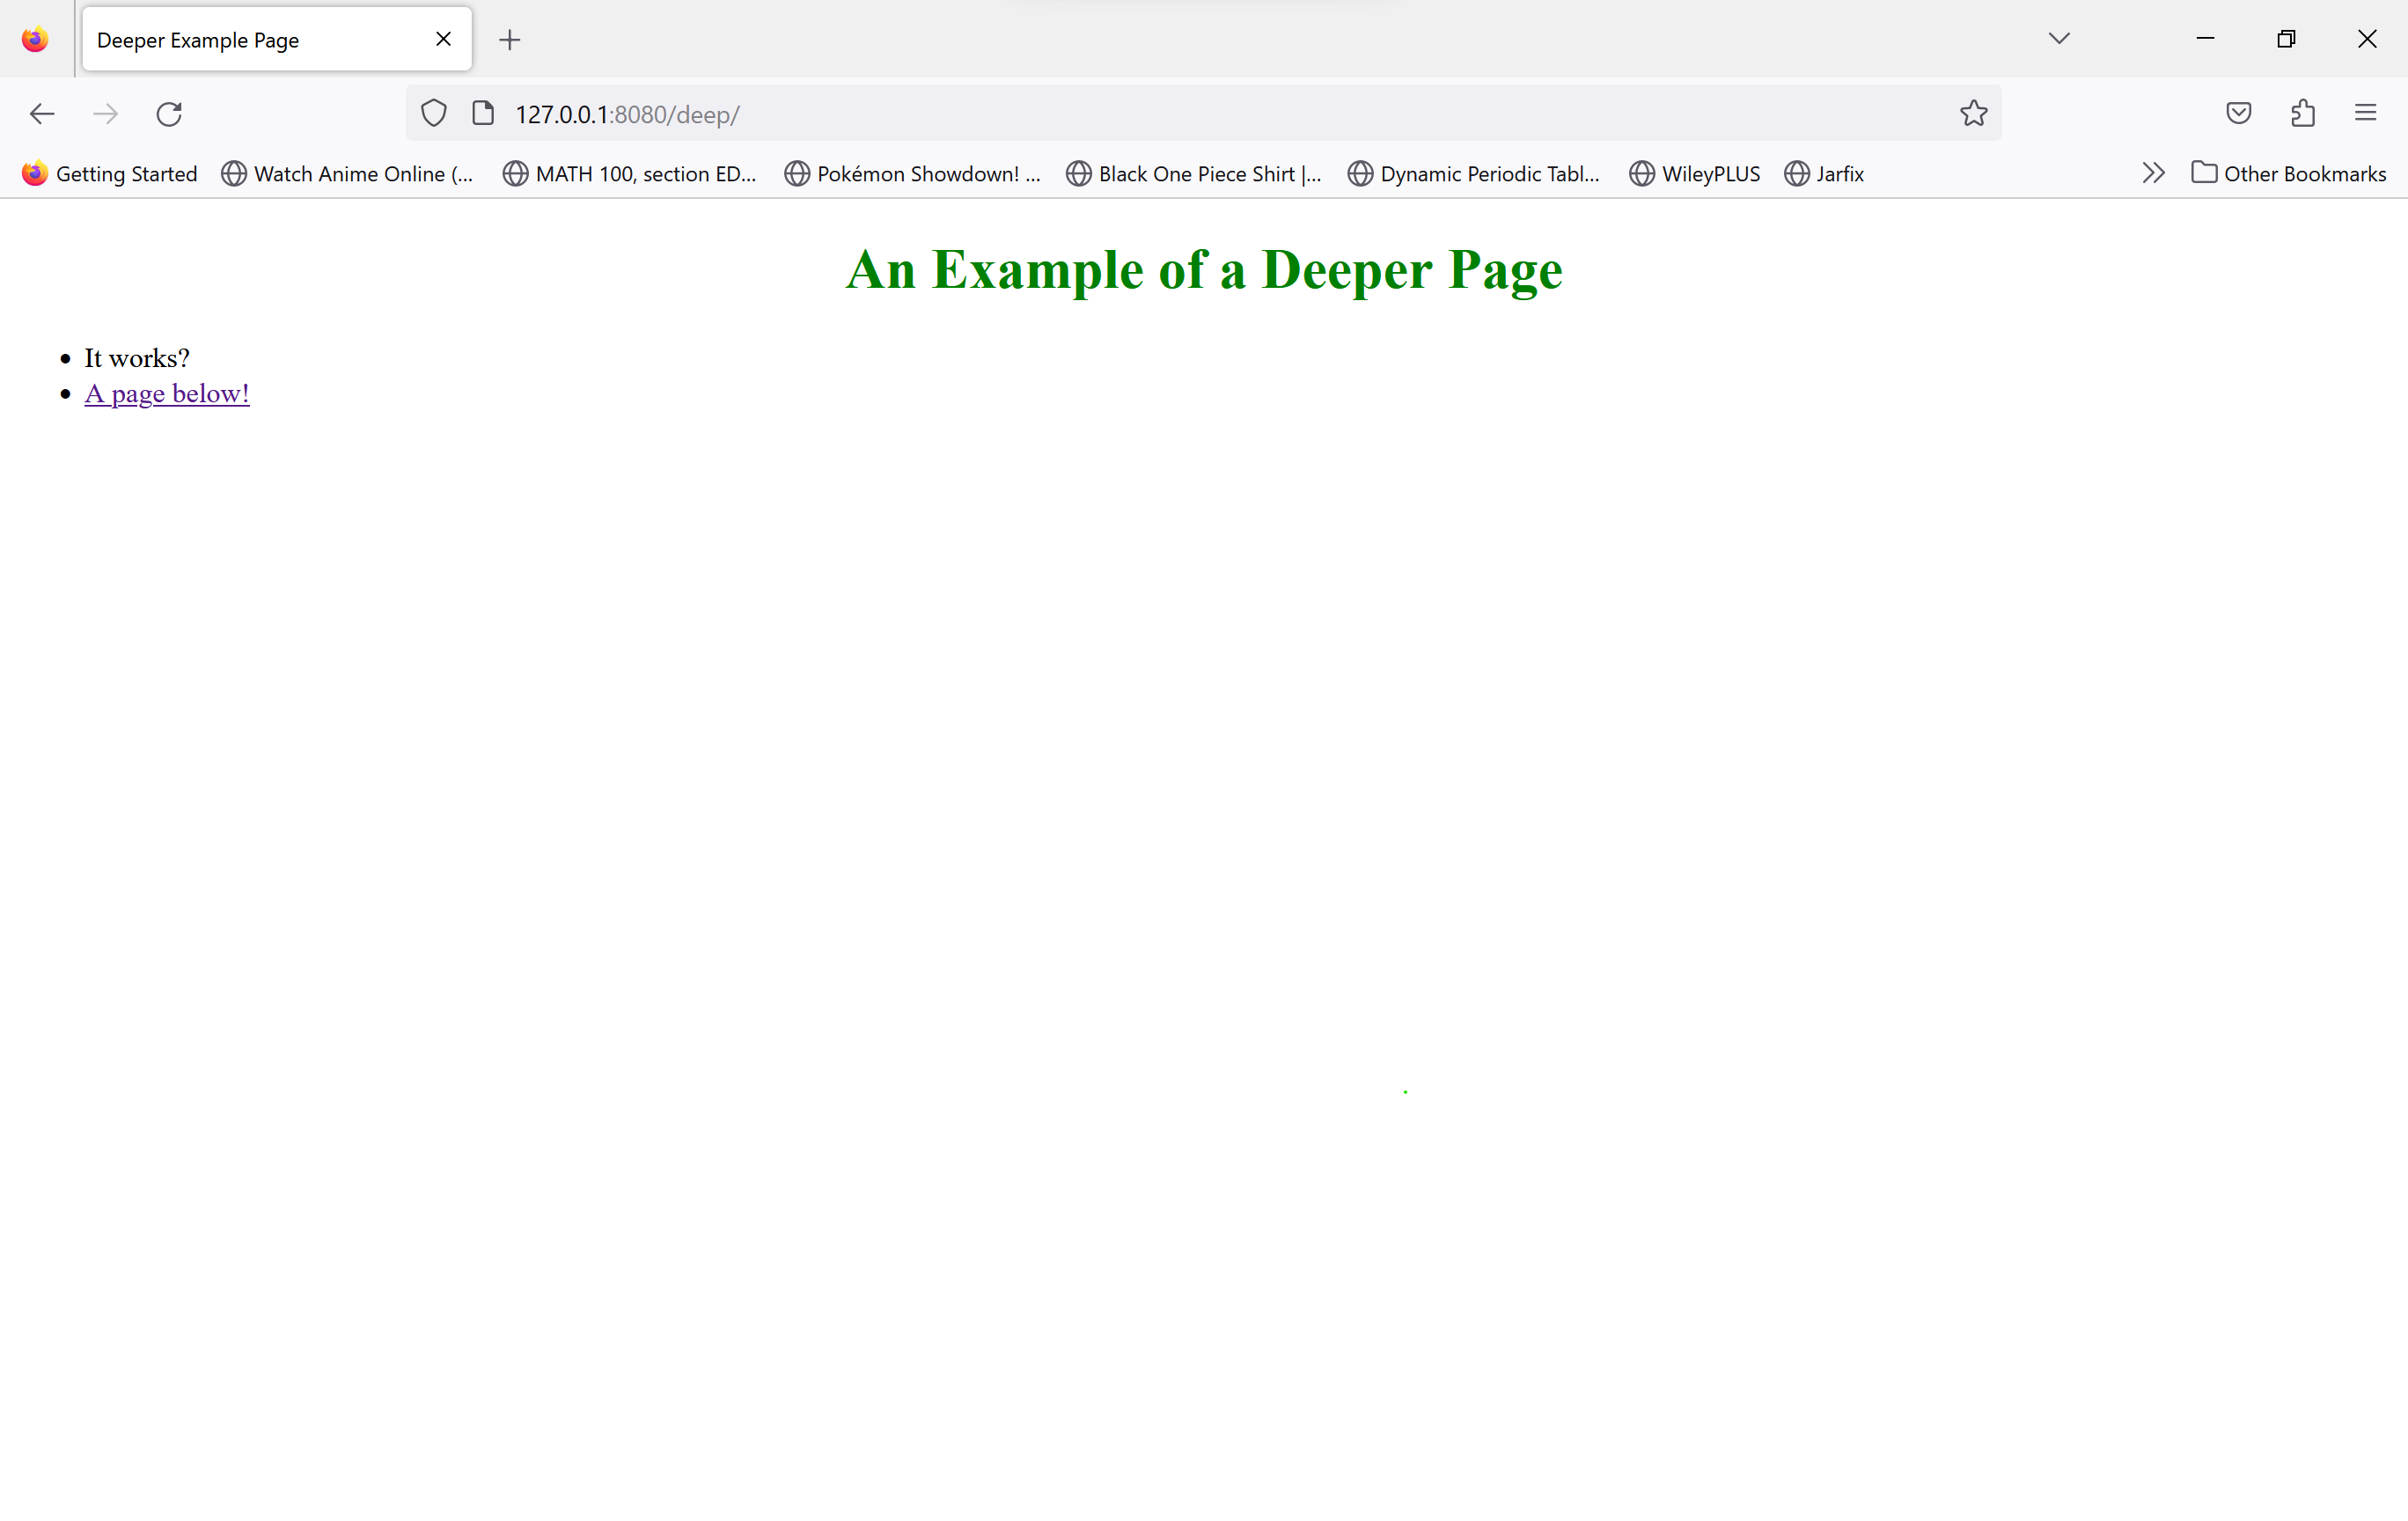 Deeper Example Page
127.0.0.1:8080/deep/
Getting Started Watch Anime Online (... MATH 100, section ED... Pokémon Showdown! ... Black One Piece Shirt |... Dynamic Periodic Tabl... WileyPLUS Jarfix Other Bookmarks
An Example of a Deeper Page
It works?
A page below!